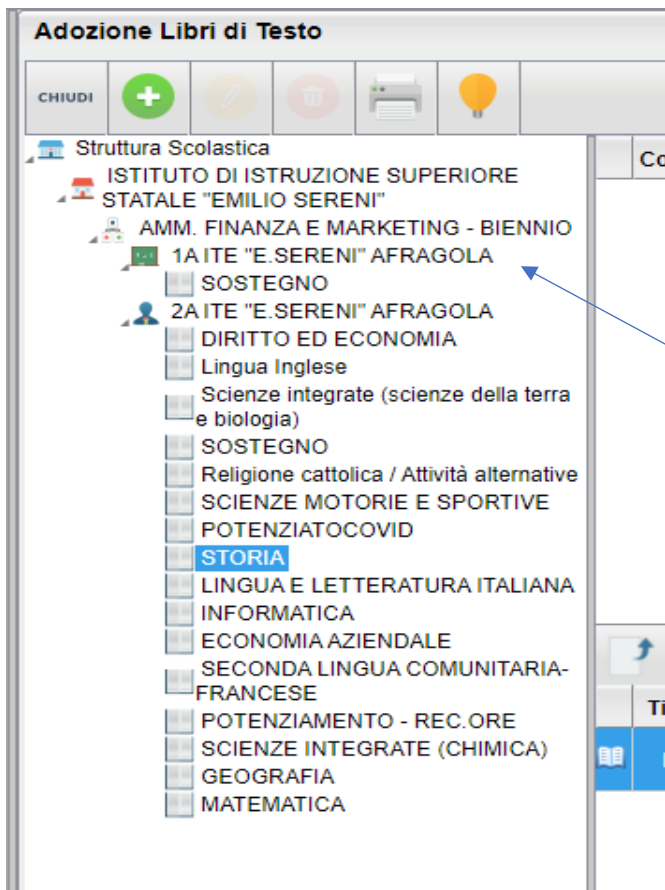 Adozione Libri di Testo
CHIUDI
Struttura Scolastica
ISTITUTO DI ISTRUZIONE SUPERIORE
STATALE "EMILIO SERENI"
AMM. FINANZA E MARKETING - BIENNIO
1A ITE "E.SERENI" AFRAGOLA
SOSTEGNO
2A ITE "E.SERENI" AFRAGOLA
DIRITTO ED ECONOMIA
Lingua Inglese
Scienze integrate (scienze della terra
e biologia)
SOSTEGNO
Religione cattolica / Attività alternative
SCIENZE MOTORIE E SPORTIVE
POTENZIATOCOVID
STORIA
LINGUA E LETTERATURA ITALIANA
INFORMATICA
ECONOMIA AZIENDALE
SECONDA LINGUA COMUNITARIA-
FRANCESE
POTENZIAMENTO - REC.ORE
SCIENZE INTEGRATE (CHIMICA)
GEOGRAFIA
MATEMATICA